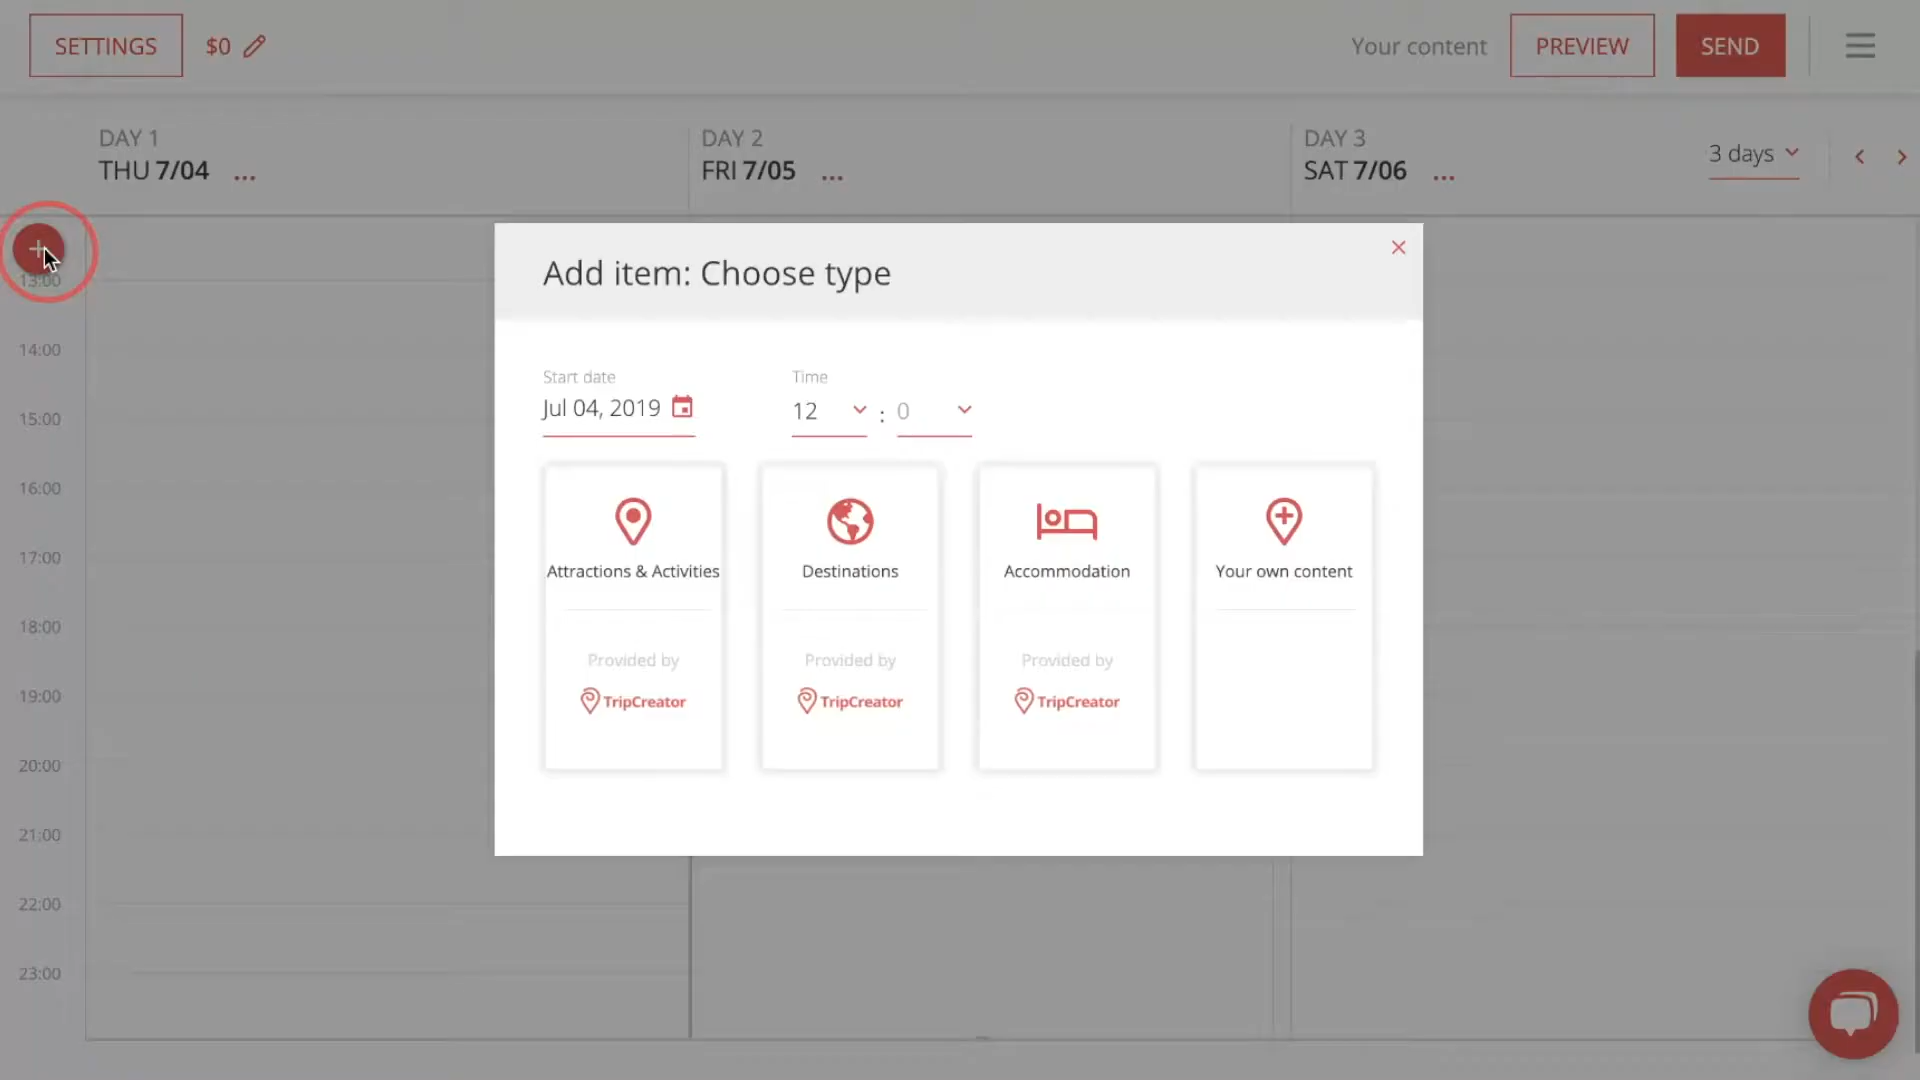 SETTINGS
$0
Your content
PREVIEW
SEND
DAY 1
THU 7/04 ...
DAY 2
FRI 7/05 ...
DAY 3
SAT 7/06 ...
3 days
Add item: Choose type
Start date
Jul 04, 2019
Time
12 : 0
Attractions & Activities
Provided by
TripCreator
Destinations
Provided by
TripCreator
Accommodation
Provided by
TripCreator
Your own content
13:00
14:00
15:00
16:00
17:00
18:00
19:00
20:00
21:00
22:00
23:00